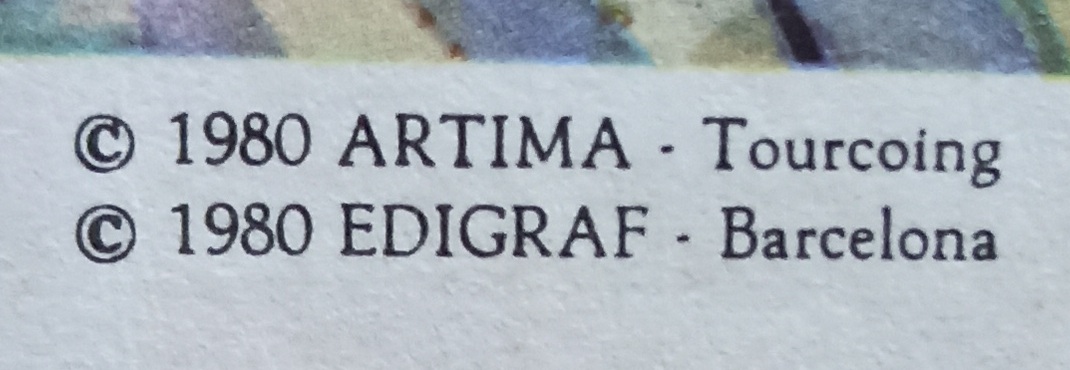 © 1980 ARTIMA - Tourcoing
© 1980 EDIGRAF - Barcelona